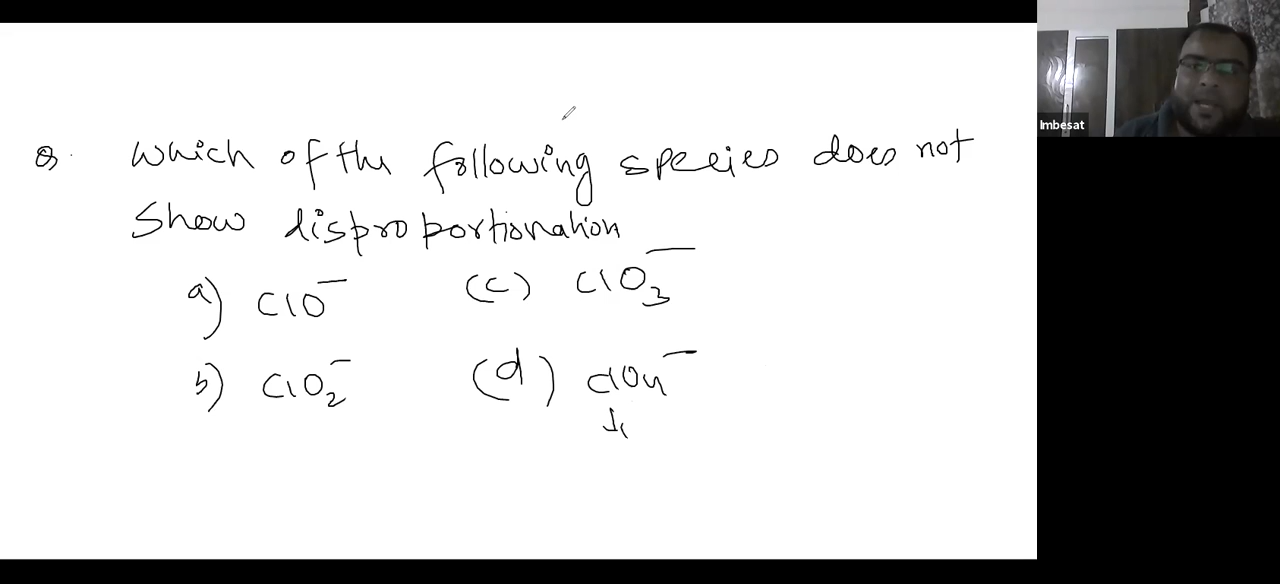 Q. which of the following species does not
show disproportionation
a) ClO⁻ (c) ClO₃⁻
b) ClO₂⁻ (d) ClO₄⁻
Imbesat